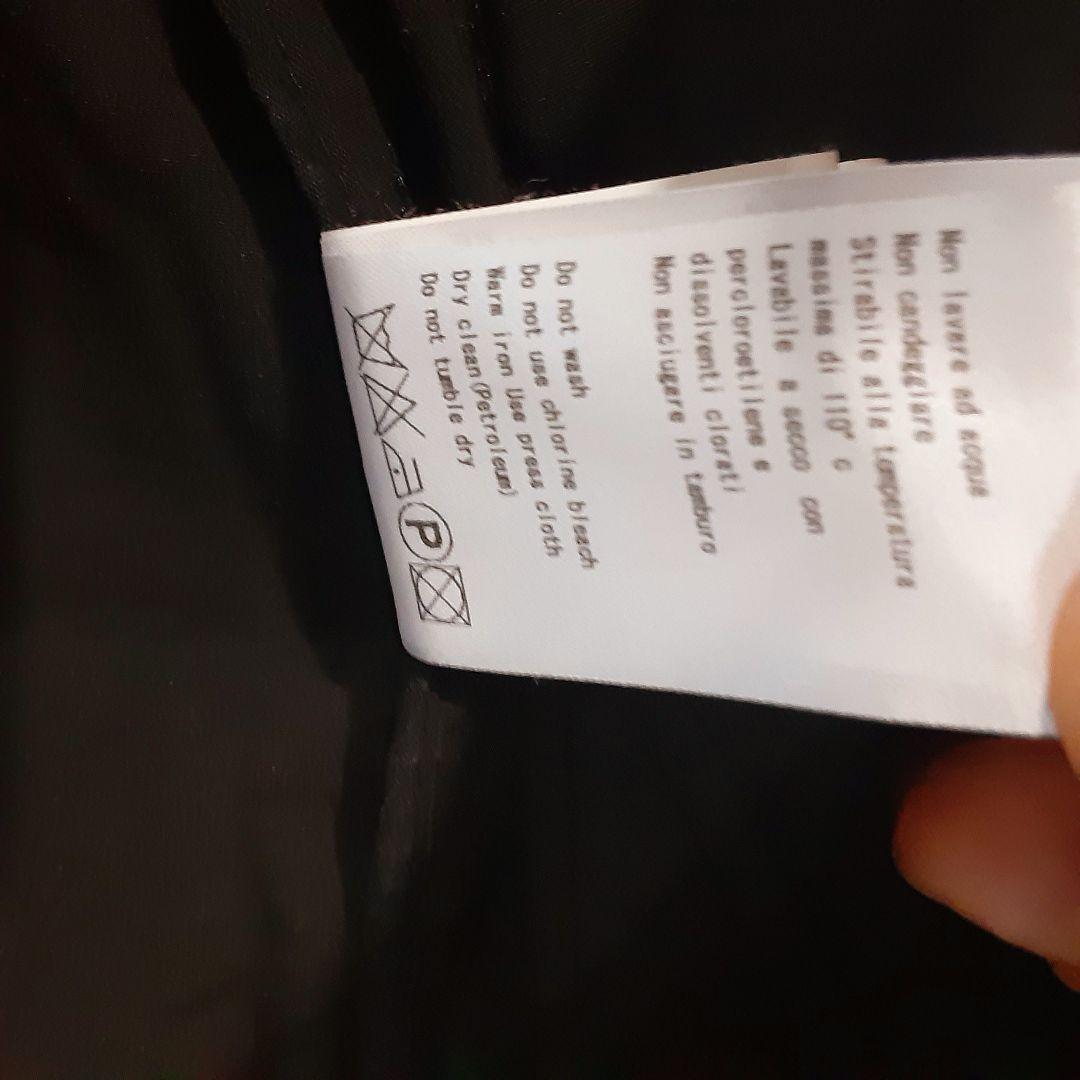 Non lavare ad acqua
Non candeggiare
Stirabile alla temperatura
massima di 110° c
Lavabile a secco con
percloroetilene e
dissolventi clorati
Non asciugare in tamburo
Do not wash
Do not use chlorine bleach
Warm iron Use press cloth
Dry clean(Petroleum)
Do not tumble dry
P